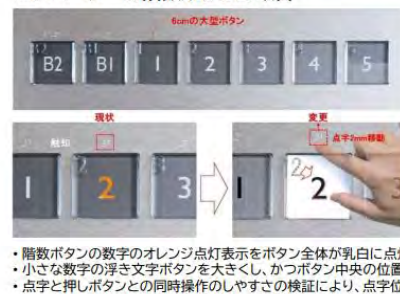 6cmの大型ボタン
B2 B1 1 2 3 4 5
現状
変更
触知
点字2mm移動
1 2 3
1 2
・階数ボタンの数字のオレンジ点灯表示をボタン全体が乳白に点
・小さな数字の浮き文字ボタンを大きくし、かつボタン中央の位置
・点字と押しボタンとの同時操作のしやすさの検証により、点字位